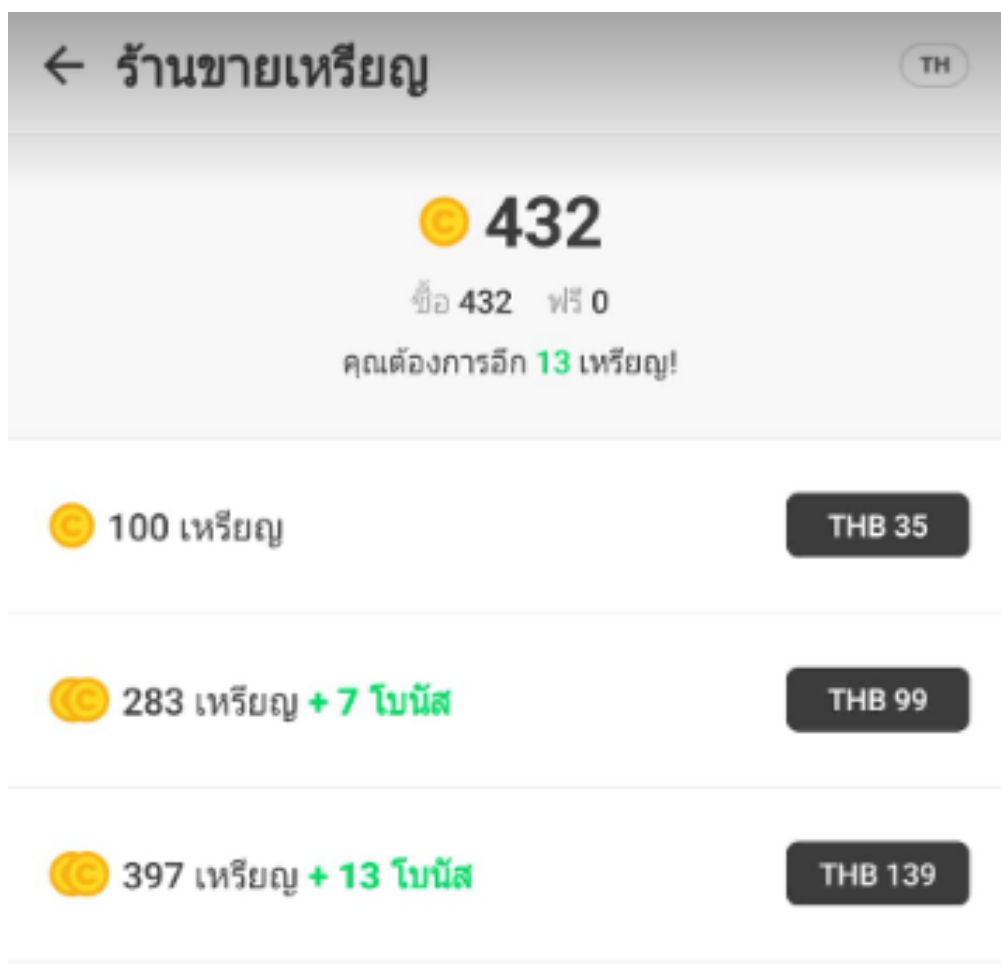 ← ร้านขายเหรียญ TH
432
ซื้อ 432 ฟรี 0
คุณต้องการอีก 13 เหรียญ!
100 เหรียญ THB 35
283 เหรียญ + 7 โบนัส THB 99
397 เหรียญ + 13 โบนัส THB 139